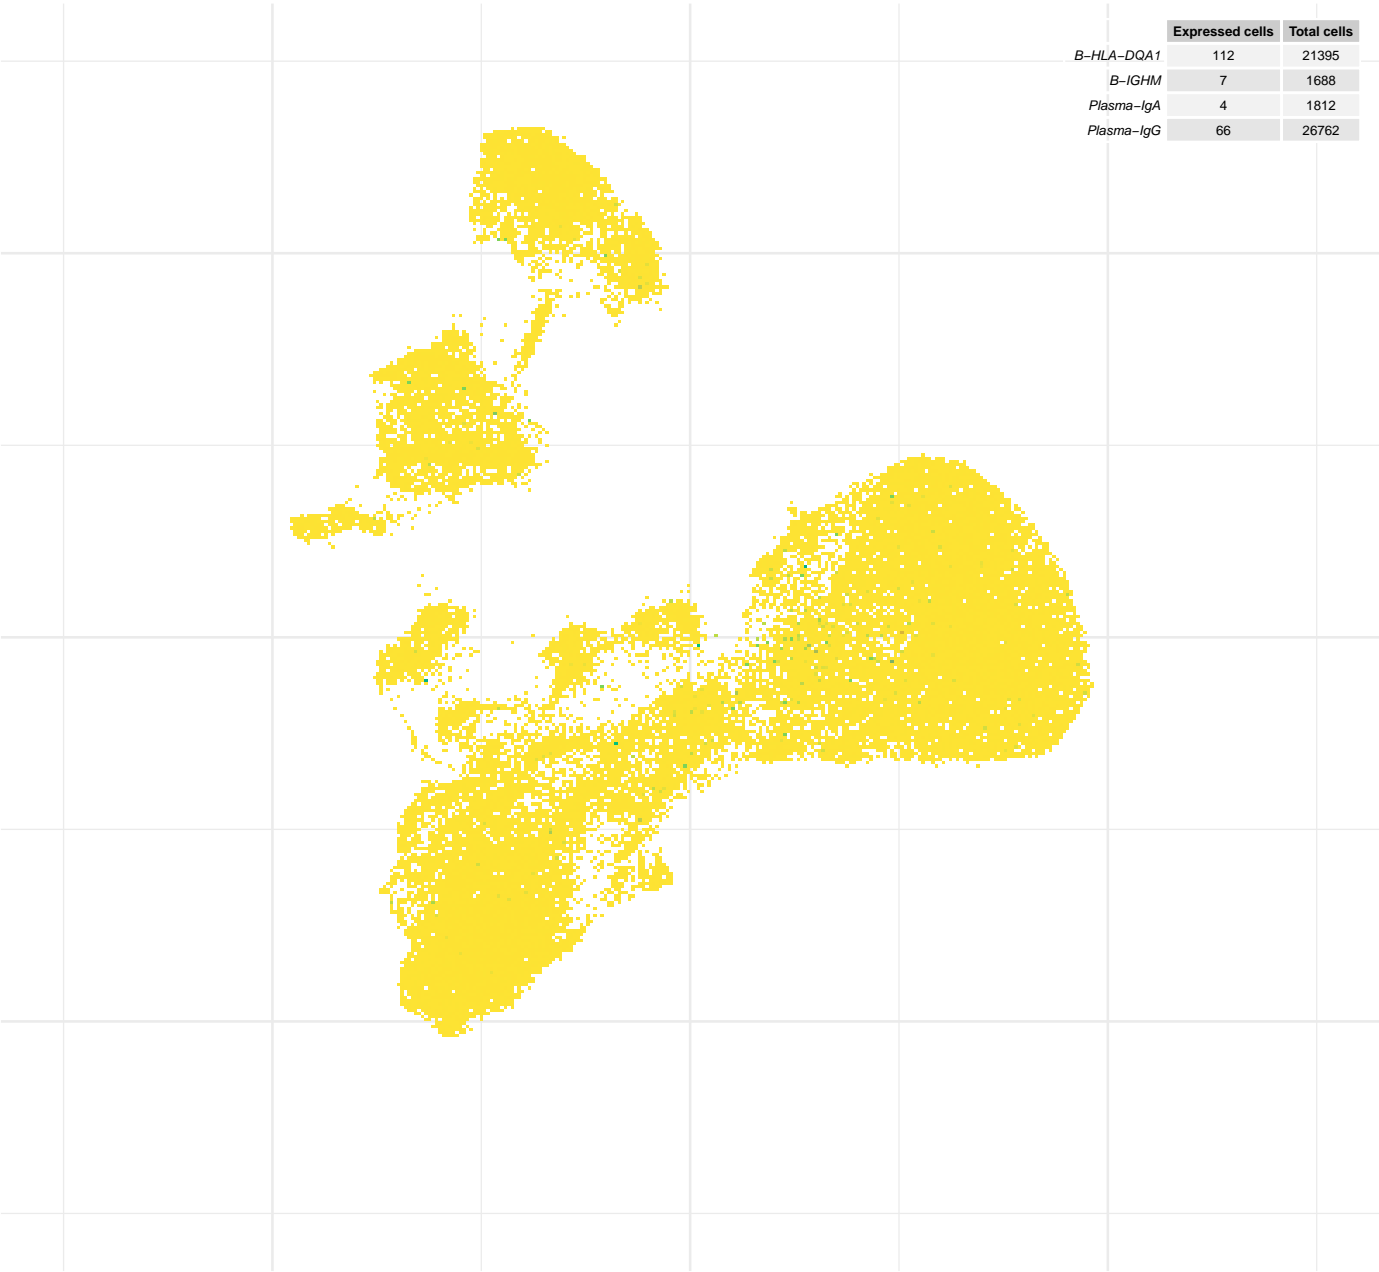 Expressed cells Total cells
B−HLA−DQA1 112 21395
B−IGHM 7 1688
Plasma−IgA 4 1812
Plasma−IgG 66 26762